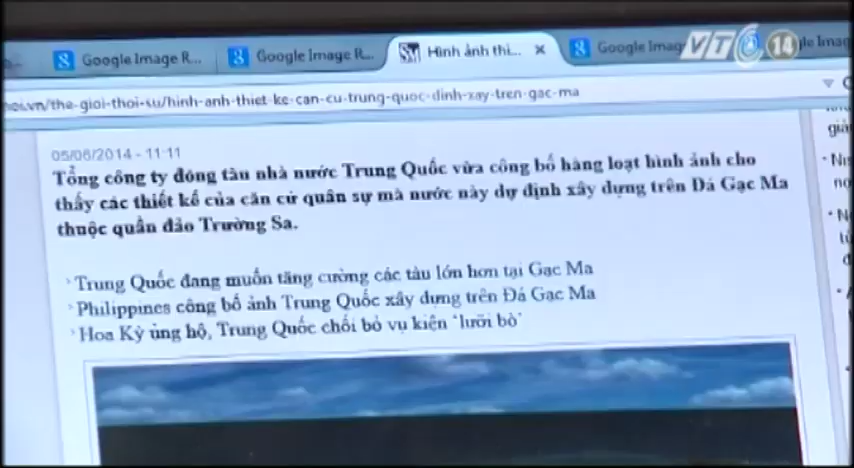 Google Image R...
Google Image R...
Hình ảnh thi...
Google Imag
VTC 14
le Imag
oi.vn/the-gioi-thoi-su/hinh-anh-thiet-ke-can-cu-trung-quoc-dinh-xay-tren-gac-ma
05/06/2014 - 11:11
Tổng công ty đóng tàu nhà nước Trung Quốc vừa công bố hàng loạt hình ảnh cho
thấy các thiết kế của căn cứ quân sự mà nước này dự định xây dựng trên Đá Gạc Ma
thuộc quần đảo Trường Sa.
Trung Quốc đang muốn tăng cường các tàu lớn hơn tại Gạc Ma
Philippines công bố ảnh Trung Quốc xây dựng trên Đá Gạc Ma
Hoa Kỳ ủng hộ, Trung Quốc chối bỏ vụ kiện 'lưỡi bò'